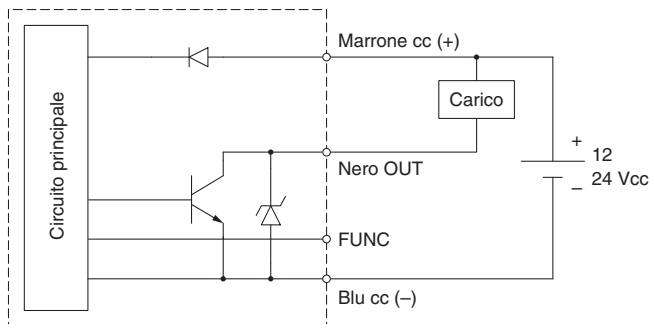 Marrone cc (+)
Circuito principale
Carico
Nero OUT
+
12
24 Vcc
–
FUNC
Blu cc (–)